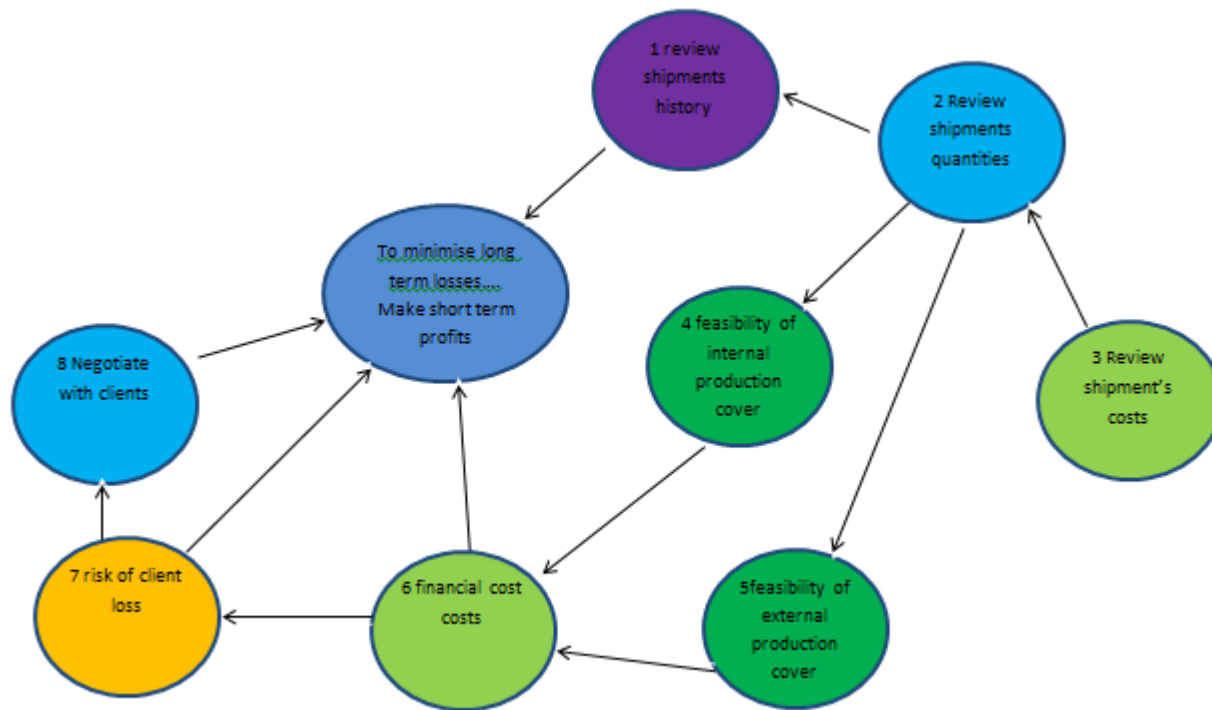 1 review
shipments
history
2 Review
shipments
quantities
To minimise long
term losses....
Make short term
profits
4 feasibility of
internal
production
cover
3 Review
shipment's
costs
8 Negotiate
with clients
7 risk of client
loss
6 financial cost
costs
5feasibility of
external
production
cover